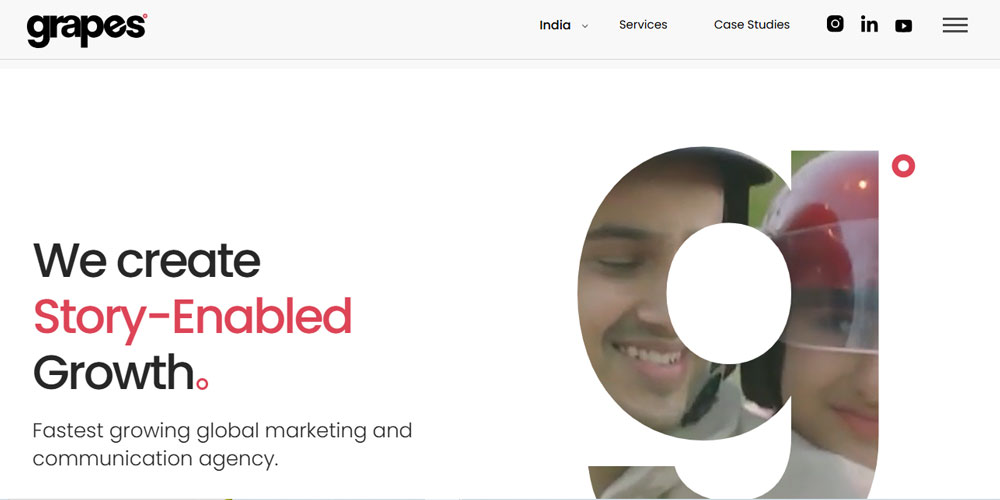 grapes
India
Services
Case Studies
We create
Story-Enabled
Growth
Fastest growing global marketing and
communication agency.
g